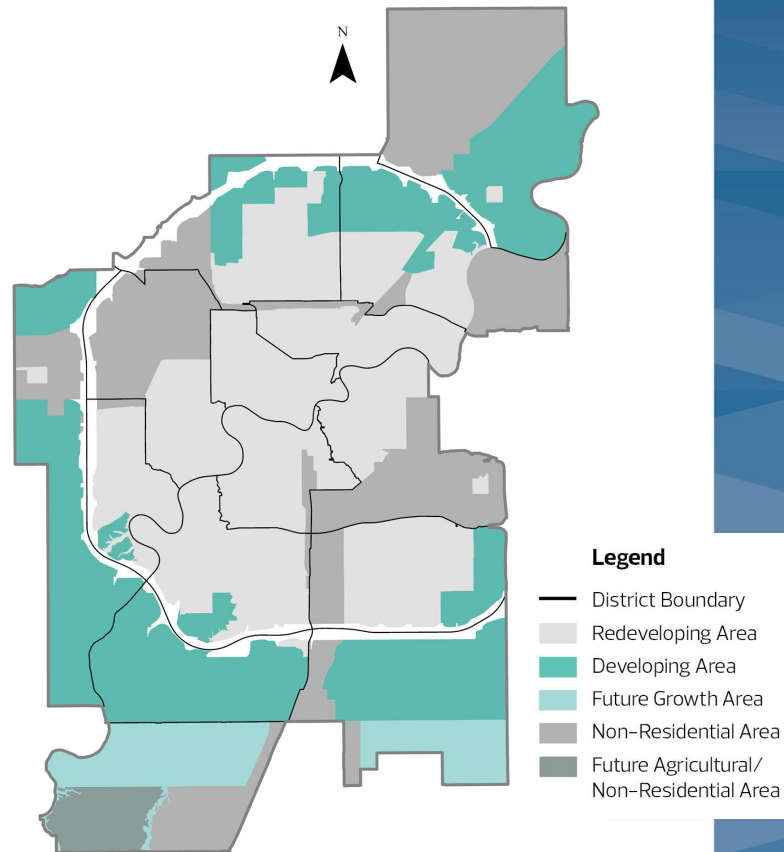 N
Legend
District Boundary
Redeveloping Area
Developing Area
Future Growth Area
Non-Residential Area
Future Agricultural/
Non-Residential Area